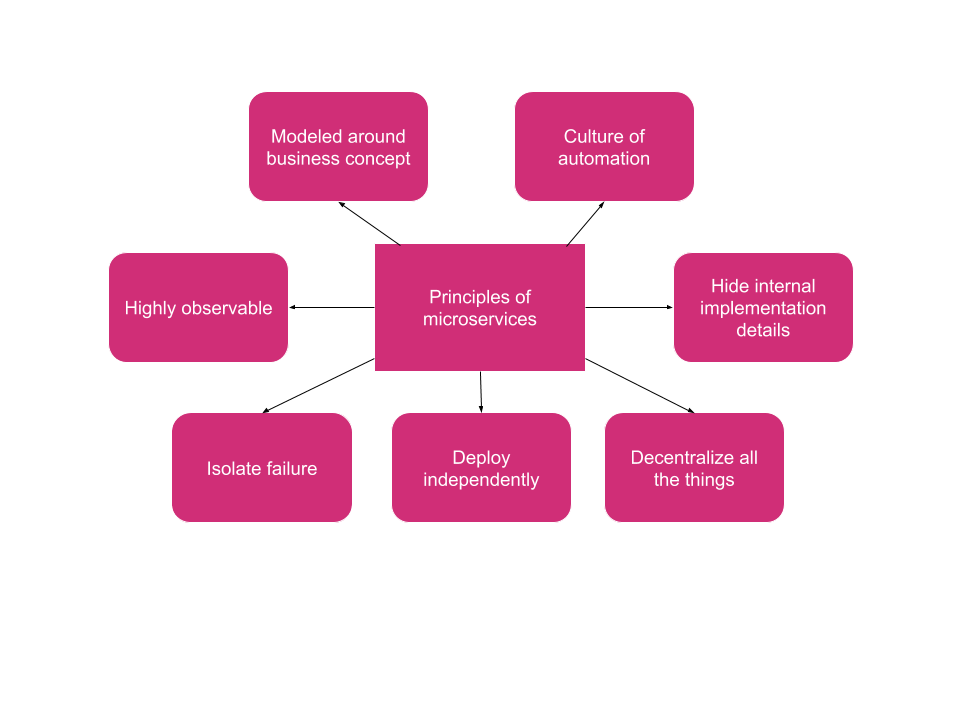 Modeled around
business concept
Culture of
automation
Highly observable
Principles of
microservices
Hide internal
implementation
details
Isolate failure
Deploy
independently
Decentralize all
the things